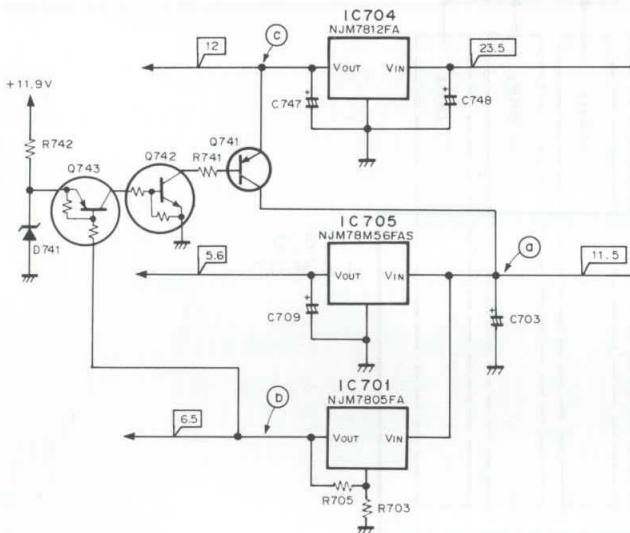 IC704
NJM7812FA
12
c
23.5
VOUT
VIN
+11.9V
C747
C748
R742
Q743
Q742
R741
Q741
D741
IC705
NJM78M56FAS
5.6
a
11.5
VOUT
VIN
C709
C703
IC701
NJM7805FA
6.5
b
VOUT
VIN
R705
R703